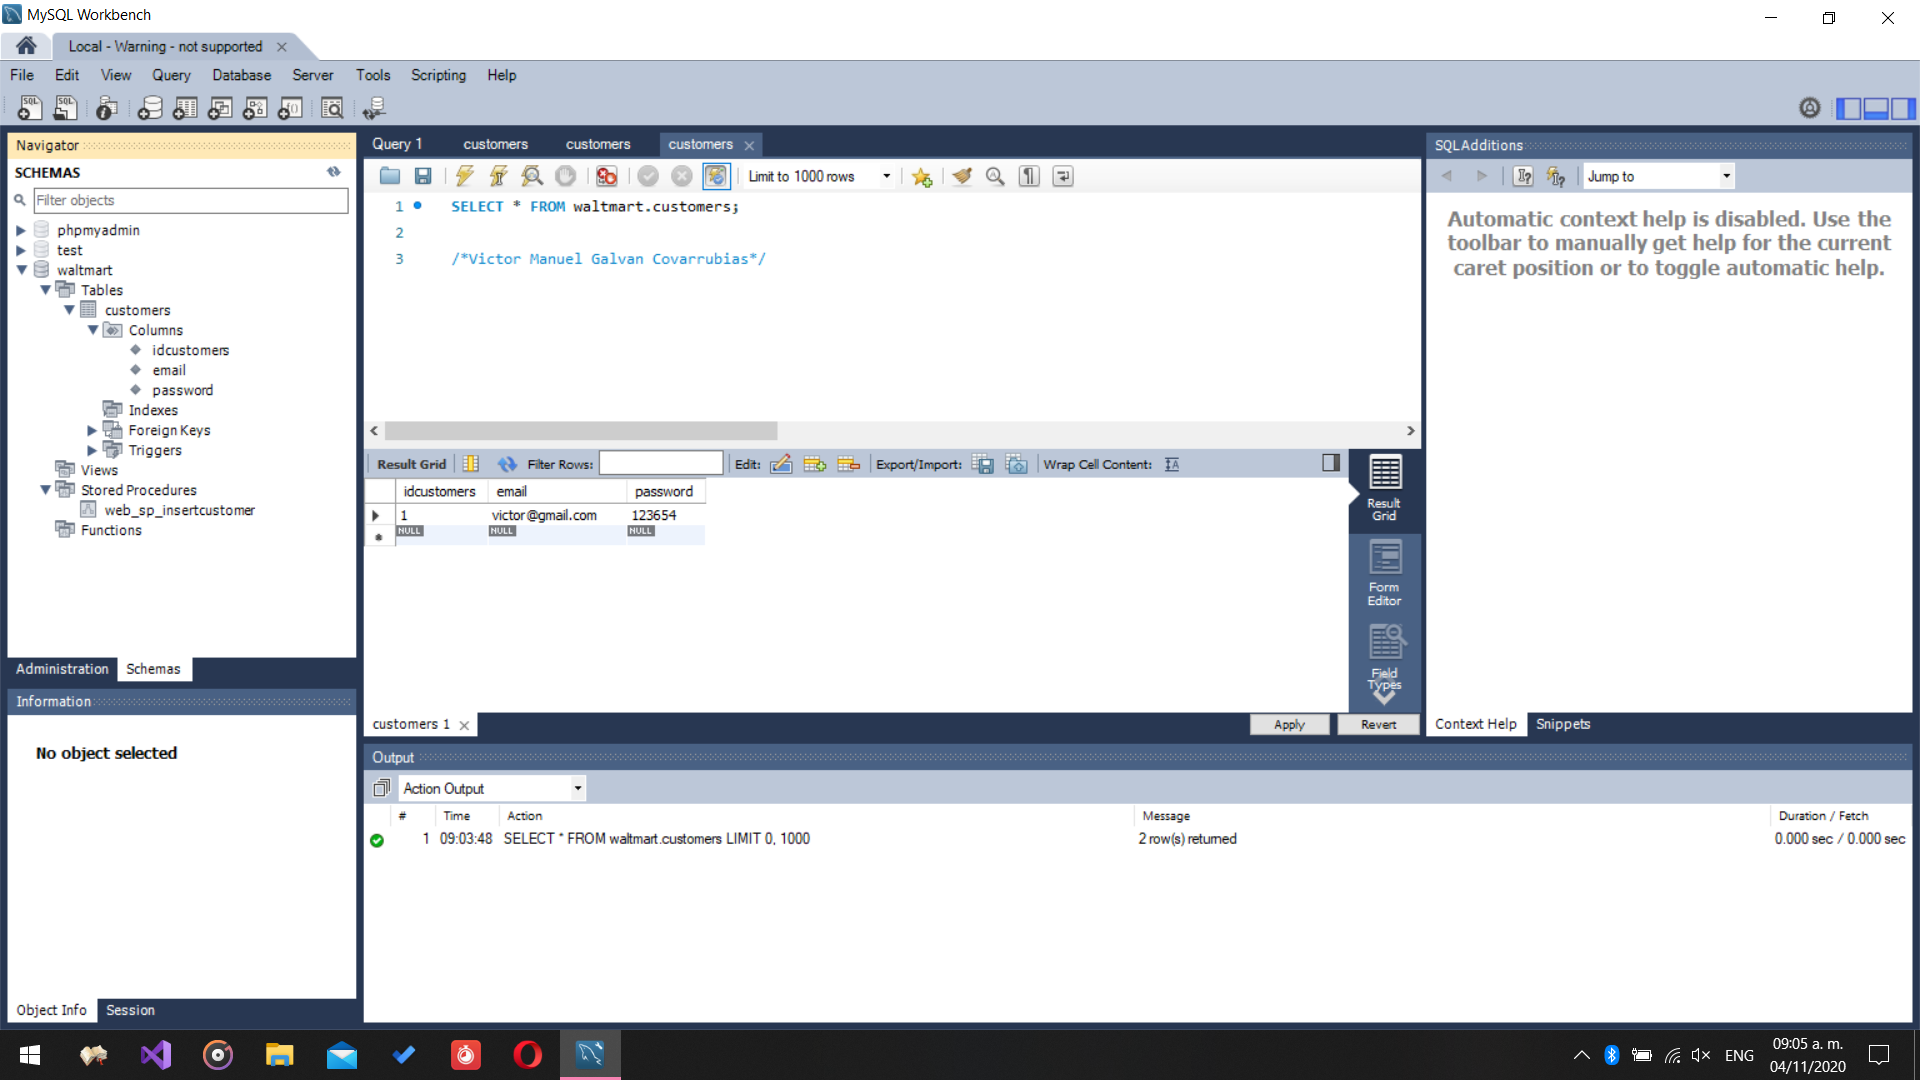 MySQL Workbench
Local - Warning - not supported
File Edit View Query Database Server Tools Scripting Help
Navigator
SCHEMAS
Filter objects
phpmyadmin
test
waltmart
Tables
customers
Columns
idcustomers
email
password
Indexes
Foreign Keys
Triggers
Views
Stored Procedures
web_sp_insertcustomer
Functions
Administration Schemas
Information
No object selected
Object Info Session
Query 1 customers customers customers
Limit to 1000 rows
1 SELECT * FROM waltmart.customers;
2
3 /*Victor Manuel Galvan Covarrubias*/
Result Grid Filter Rows: Edit: Export/Import: Wrap Cell Content:
idcustomers email password
1 victor@gmail.com 123654
NULL NULL NULL
Result
Grid
Form
Editor
Field
Types
customers 1
Apply Revert
SQLAdditions
Jump to
Automatic context help is disabled. Use the
toolbar to manually get help for the current
caret position or to toggle automatic help.
Context Help Snippets
Output
Action Output
# Time Action Message Duration / Fetch
1 09:03:48 SELECT * FROM waltmart.customers LIMIT 0, 1000 2 row(s) returned 0.000 sec / 0.000 sec
ENG
09:05 a. m.
04/11/2020